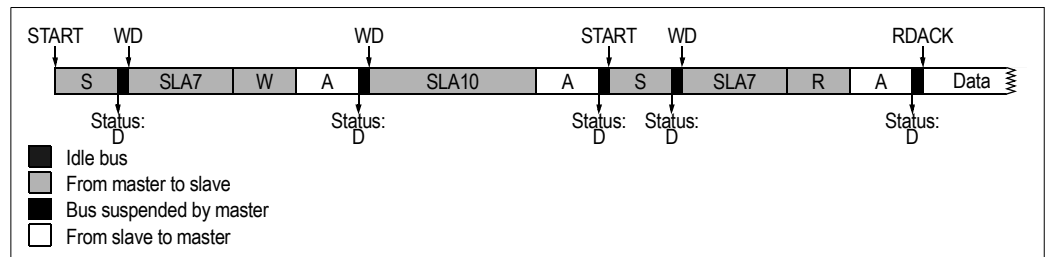 START WD WD START WD RDACK
S SLA7 W A SLA10 A S SLA7 R A Data
Status: Status: Status: Status: Status:
D D D D D
Idle bus
From master to slave
Bus suspended by master
From slave to master